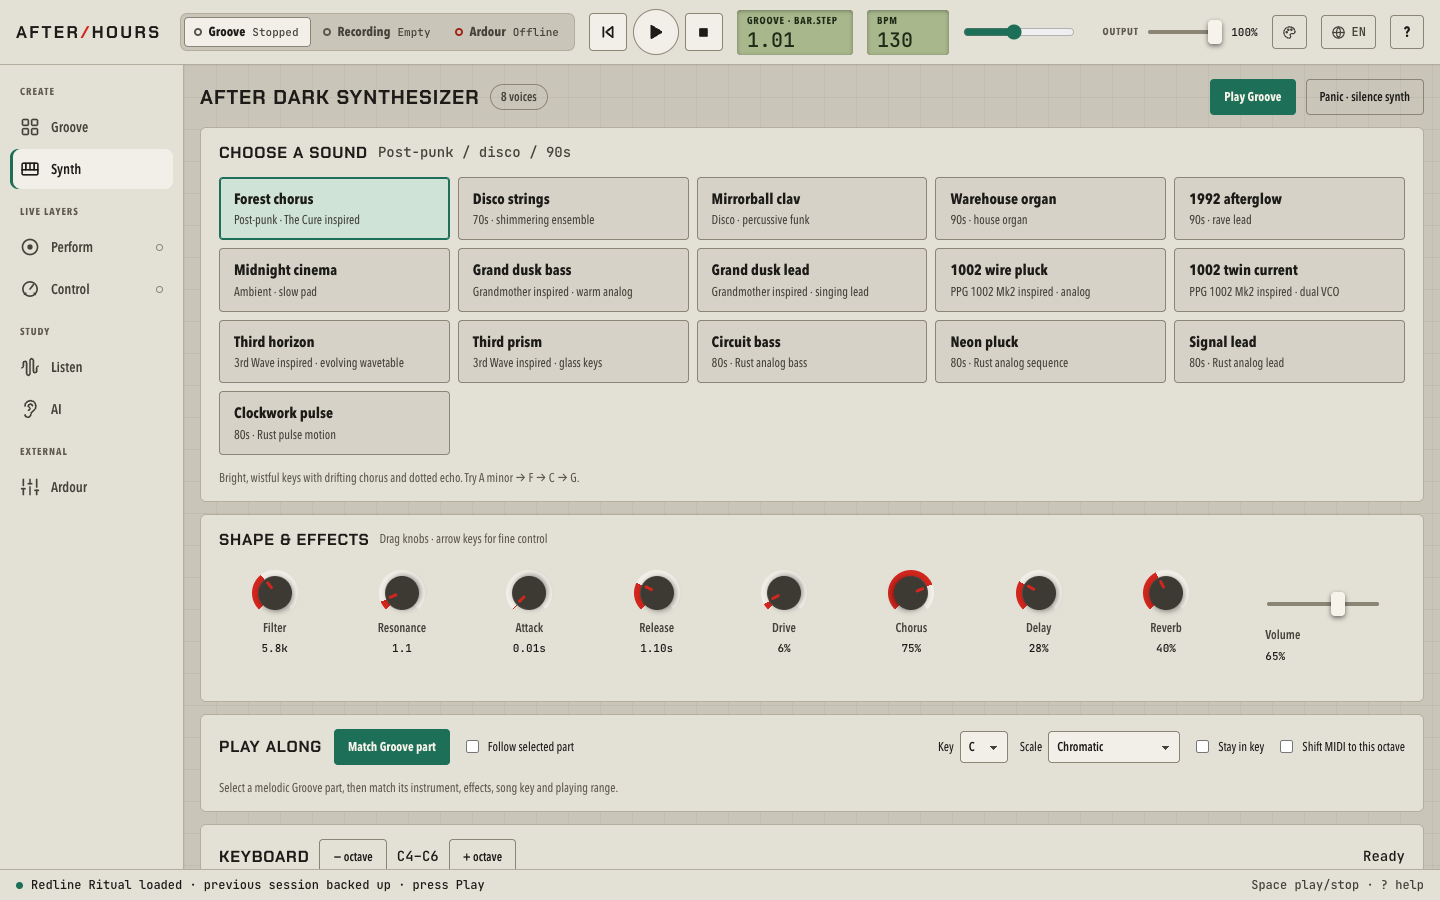 AFTER/HOURS
Groove Stopped
Recording Empty
Ardour Offline
GROOVE · BAR.STEP
1.01
BPM
130
OUTPUT
100%
EN
?
CREATE
Groove
Synth
LIVE LAYERS
Perform
Control
STUDY
Listen
AI
EXTERNAL
Ardour
AFTER DARK SYNTHESIZER
8 voices
Play Groove
Panic · silence synth
CHOOSE A SOUND Post-punk / disco / 90s
Forest chorus
Post-punk · The Cure inspired
Disco strings
70s · shimmering ensemble
Mirrorball clav
Disco · percussive funk
Warehouse organ
90s · house organ
1992 afterglow
90s · rave lead
Midnight cinema
Ambient · slow pad
Grand dusk bass
Grandmother inspired · warm analog
Grand dusk lead
Grandmother inspired · singing lead
1002 wire pluck
PPG 1002 Mk2 inspired · analog
1002 twin current
PPG 1002 Mk2 inspired · dual VCO
Third horizon
3rd Wave inspired · evolving wavetable
Third prism
3rd Wave inspired · glass keys
Circuit bass
80s · Rust analog bass
Neon pluck
80s · Rust analog sequence
Signal lead
80s · Rust analog lead
Clockwork pulse
80s · Rust pulse motion
Bright, wistful keys with drifting chorus and dotted echo. Try A minor → F → C → G.
SHAPE & EFFECTS Drag knobs · arrow keys for fine control
Filter
5.8k
Resonance
1.1
Attack
0.01s
Release
1.10s
Drive
6%
Chorus
75%
Delay
28%
Reverb
40%
Volume
65%
PLAY ALONG
Match Groove part
Follow selected part
Key C
Scale Chromatic
Stay in key
Shift MIDI to this octave
Select a melodic Groove part, then match its instrument, effects, song key and playing range.
KEYBOARD
− octave
C4–C6
+ octave
Ready
Redline Ritual loaded · previous session backed up · press Play
Space play/stop · ? help